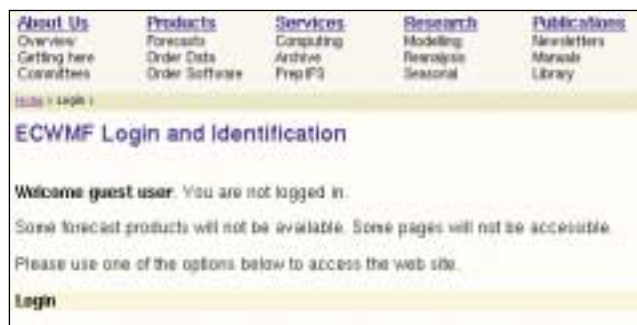 About Us Products Services Research Publications
Overview Forecasts Computing Modelling Newsletters
Getting here Order Data Archive Reanalysis Manuals
Committees Order Software PrepIFS Seasonal Library
Home > Login >
ECWMF Login and Identification
Welcome guest user. You are not logged in.
Some forecast products will not be available. Some pages will not be accessible.
Please use one of the options below to access the web site.
Login